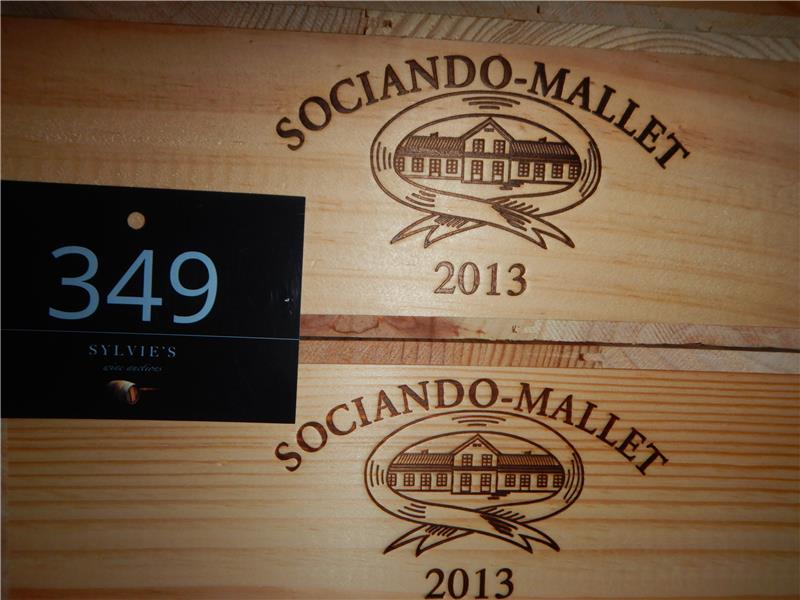 SOCIANDO-MALLET
2013
349
SYLVIE'S
wine auctions
SOCIANDO-MALLET
2013